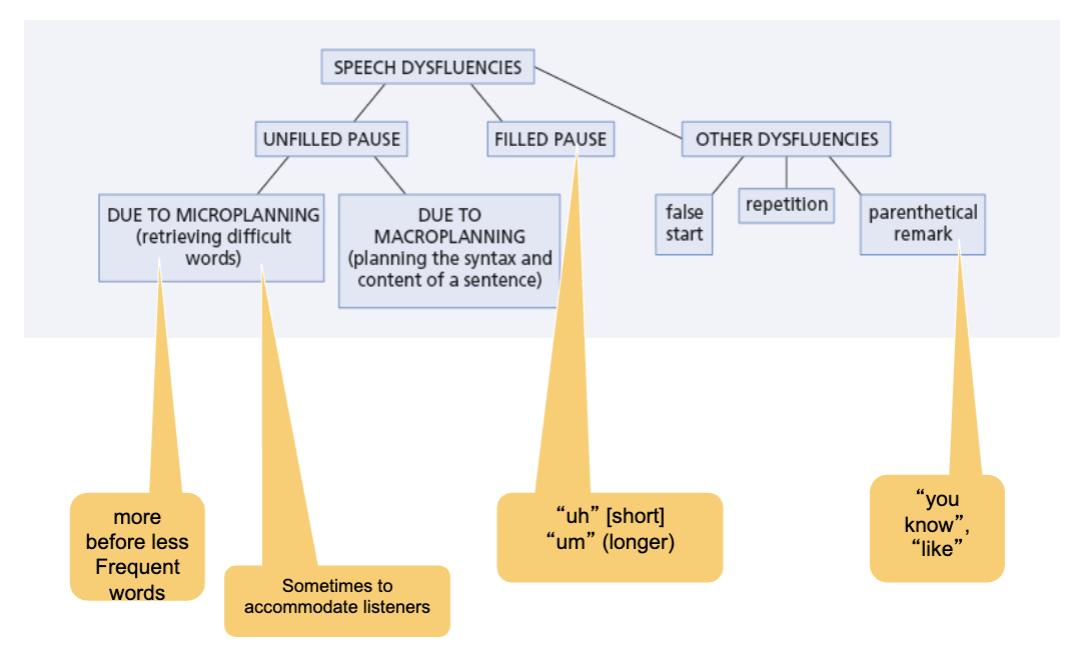 SPEECH DYSFLUENCIES
UNFILLED PAUSE
FILLED PAUSE
OTHER DYSFLUENCIES
DUE TO MICROPLANNING
(retrieving difficult
words)
DUE TO
MACROPLANNING
(planning the syntax and
content of a sentence)
false
start
repetition
parenthetical
remark
more
before less
Frequent
words
Sometimes to
accommodate listeners
“uh” [short]
“um” (longer)
“you
know”,
“like”